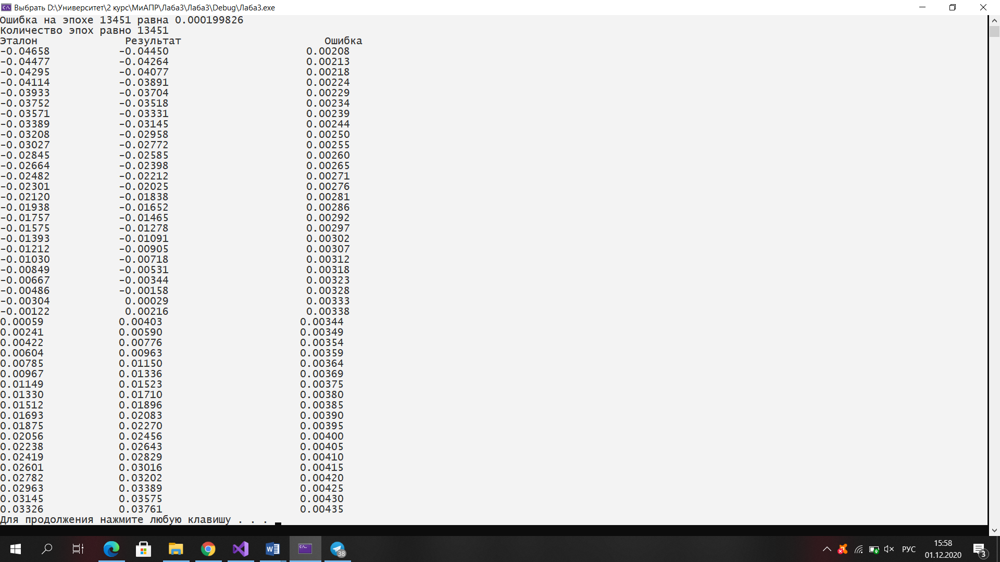 Выбрать D:\Университет\2 курс\МиАПР\Лаба3\Лаба3\Debug\Лаба3.exe
Ошибка на эпохе 13451 равна 0.000199826
Количество эпох равно 13451
Эталон Результат Ошибка
-0.04658 -0.04450 0.00208
-0.04477 -0.04264 0.00213
-0.04295 -0.04077 0.00218
-0.04114 -0.03891 0.00224
-0.03933 -0.03704 0.00229
-0.03752 -0.03518 0.00234
-0.03571 -0.03331 0.00239
-0.03389 -0.03145 0.00244
-0.03208 -0.02958 0.00250
-0.03027 -0.02772 0.00255
-0.02845 -0.02585 0.00260
-0.02664 -0.02398 0.00265
-0.02482 -0.02212 0.00271
-0.02301 -0.02025 0.00276
-0.02120 -0.01838 0.00281
-0.01938 -0.01652 0.00286
-0.01757 -0.01465 0.00292
-0.01575 -0.01278 0.00297
-0.01393 -0.01091 0.00302
-0.01212 -0.00905 0.00307
-0.01030 -0.00718 0.00312
-0.00849 -0.00531 0.00318
-0.00667 -0.00344 0.00323
-0.00486 -0.00158 0.00328
-0.00304 0.00029 0.00333
-0.00122 0.00216 0.00338
0.00059 0.00403 0.00344
0.00241 0.00590 0.00349
0.00422 0.00776 0.00354
0.00604 0.00963 0.00359
0.00785 0.01150 0.00364
0.00967 0.01336 0.00369
0.01149 0.01523 0.00375
0.01330 0.01710 0.00380
0.01512 0.01896 0.00385
0.01693 0.02083 0.00390
0.01875 0.02270 0.00395
0.02056 0.02456 0.00400
0.02238 0.02643 0.00405
0.02419 0.02829 0.00410
0.02601 0.03016 0.00415
0.02782 0.03202 0.00420
0.02963 0.03389 0.00425
0.03145 0.03575 0.00430
0.03326 0.03761 0.00435
Для продолжения нажмите любую клавишу . . .
38
РУС
15:58
01.12.2020
3